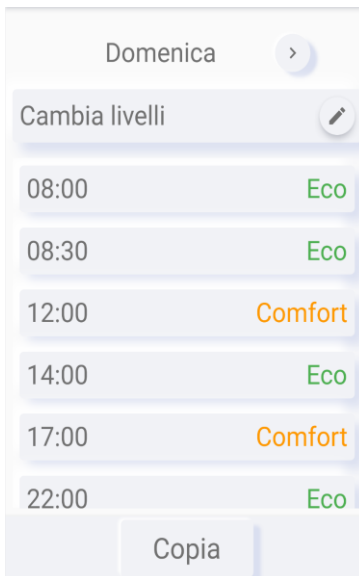 Domenica
Cambia livelli
08:00 Eco
08:30 Eco
12:00 Comfort
14:00 Eco
17:00 Comfort
22:00 Eco
Copia